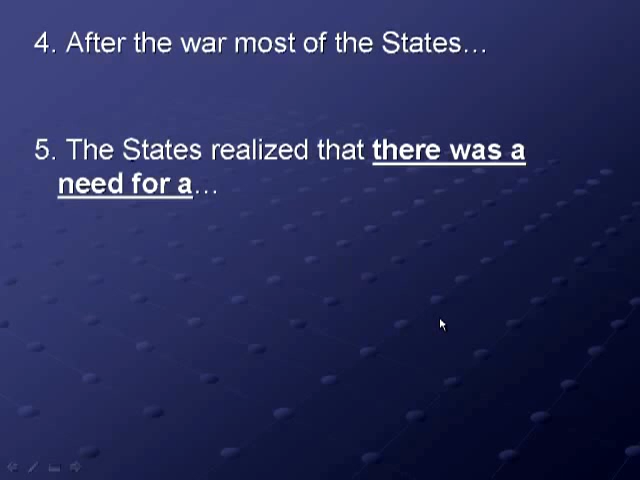 4. After the war most of the States…
5. The States realized that there was a
need for a…